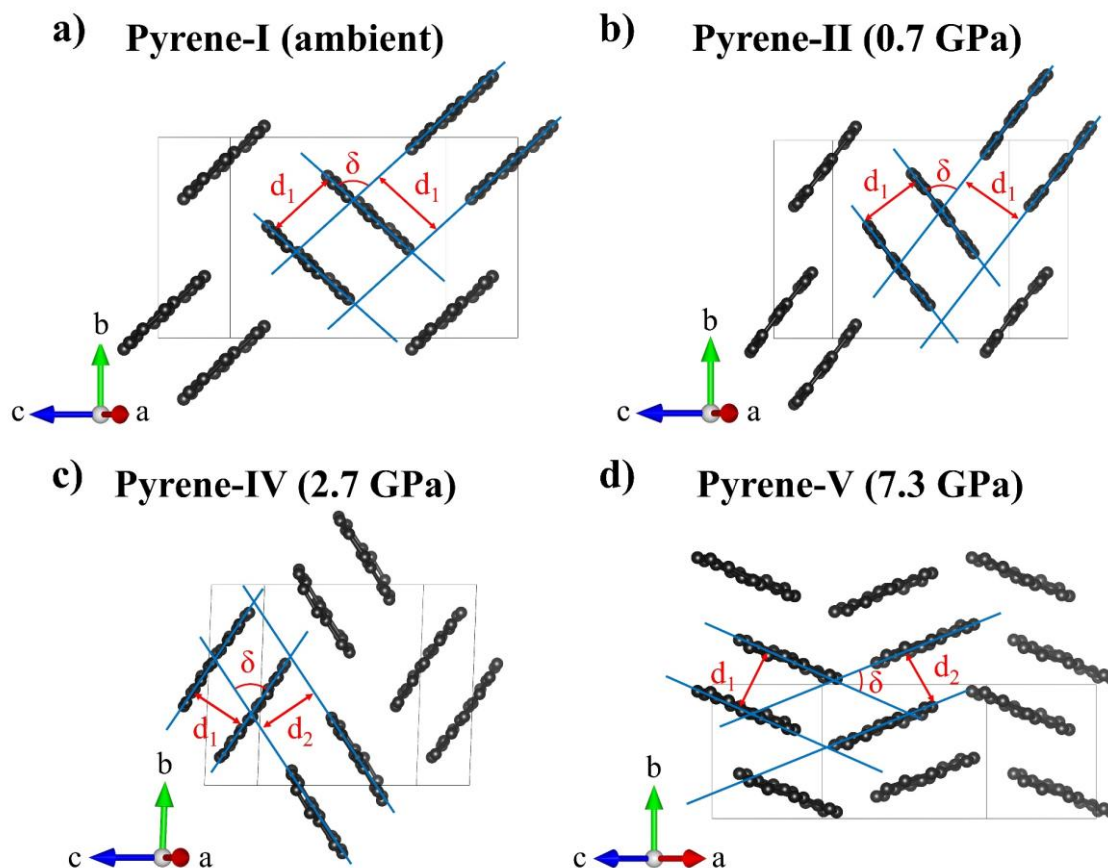 a) Pyrene-I (ambient)
δ
d1
d1
b
c
a
b) Pyrene-II (0.7 GPa)
δ
d1
d1
b
c
a
c) Pyrene-IV (2.7 GPa)
δ
d1
d2
b
c
a
d) Pyrene-V (7.3 GPa)
d1
δ
d2
b
c
a